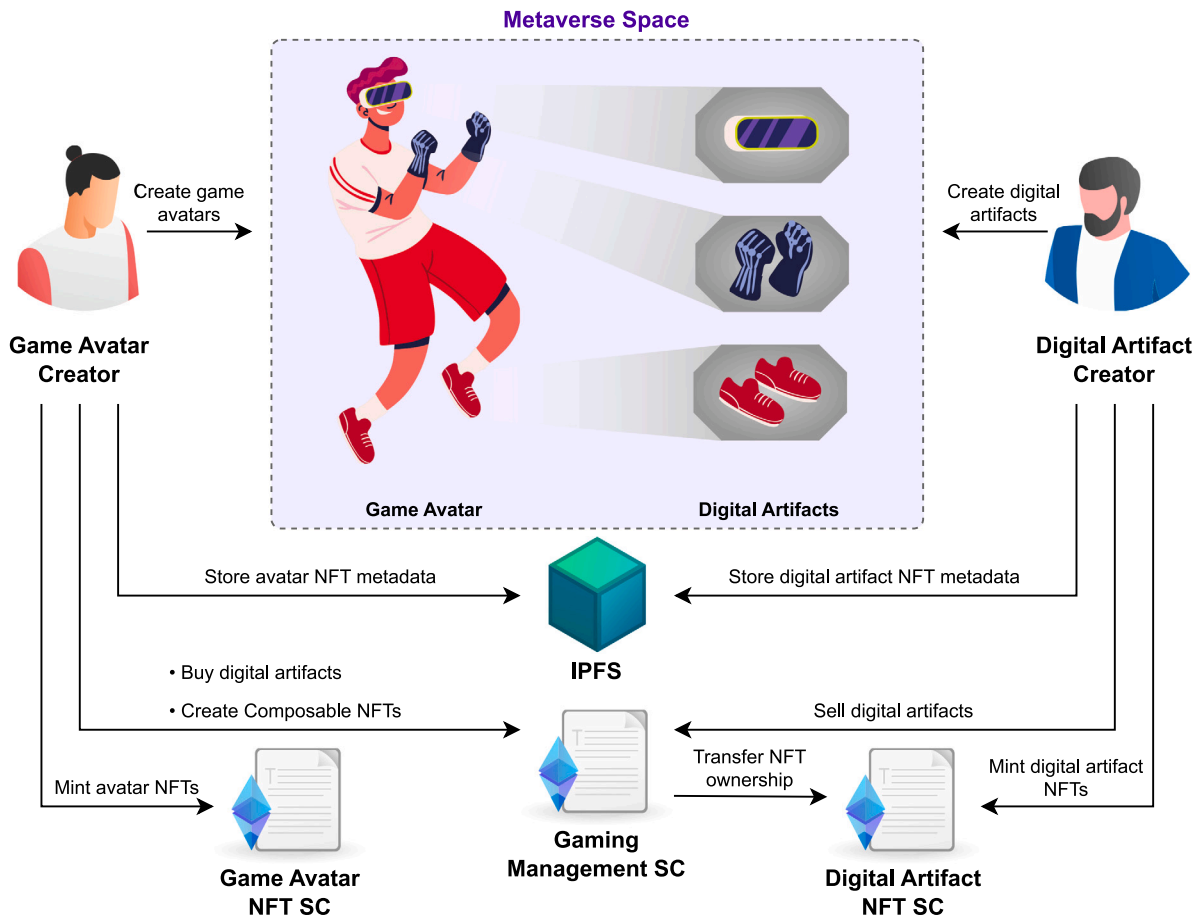 Metaverse Space
Create game
avatars
Create digital
artifacts
Game Avatar
Creator
Digital Artifact
Creator
Game Avatar
Digital Artifacts
Store avatar NFT metadata
Store digital artifact NFT metadata
IPFS
• Buy digital artifacts
• Create Composable NFTs
Sell digital artifacts
T
Mint avatar NFTs
T
Transfer NFT
ownership
T
Mint digital artifact
NFTs
Gaming
Management SC
Game Avatar
NFT SC
Digital Artifact
NFT SC